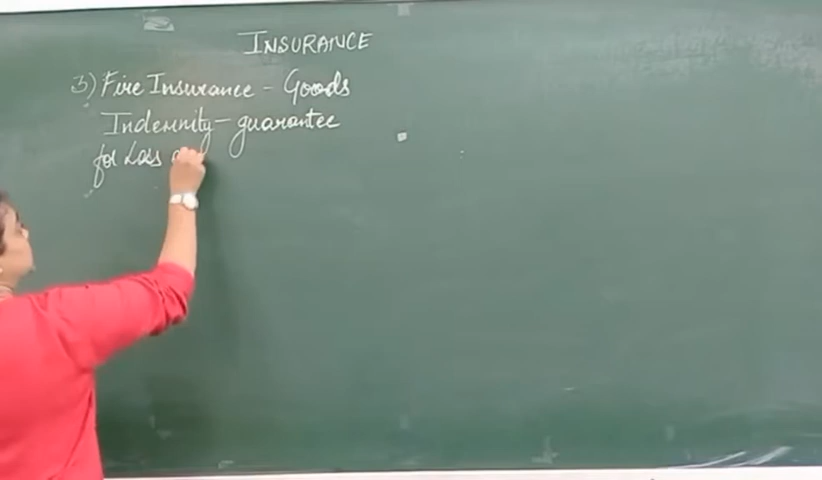 INSURANCE
3) Fire Insurance - Goods
Indemnity - guarantee
for Loss